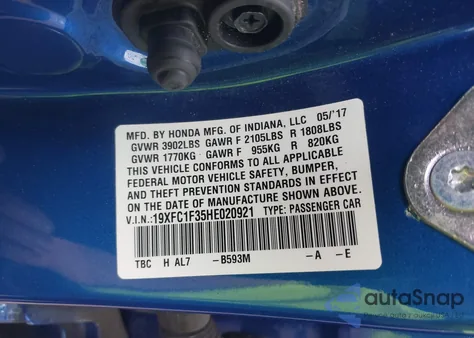 MFD. BY HONDA MFG. OF INDIANA, LLC 05/'17
GVWR 3902LBS GAWR F 2105LBS R 1808LBS
GVWR 1770KG GAWR F 955KG R 820KG
THIS VEHICLE CONFORMS TO ALL APPLICABLE
FEDERAL MOTOR VEHICLE SAFETY, BUMPER,
AND THEFT PREVENTION STANDARDS IN EFFECT
ON THE DATE OF MANUFACTURE SHOWN ABOVE.
V.I.N.: 19XFC1F35HE020921 TYPE: PASSENGER CAR
TBC H AL7 -B593M -A -E
autoSnap